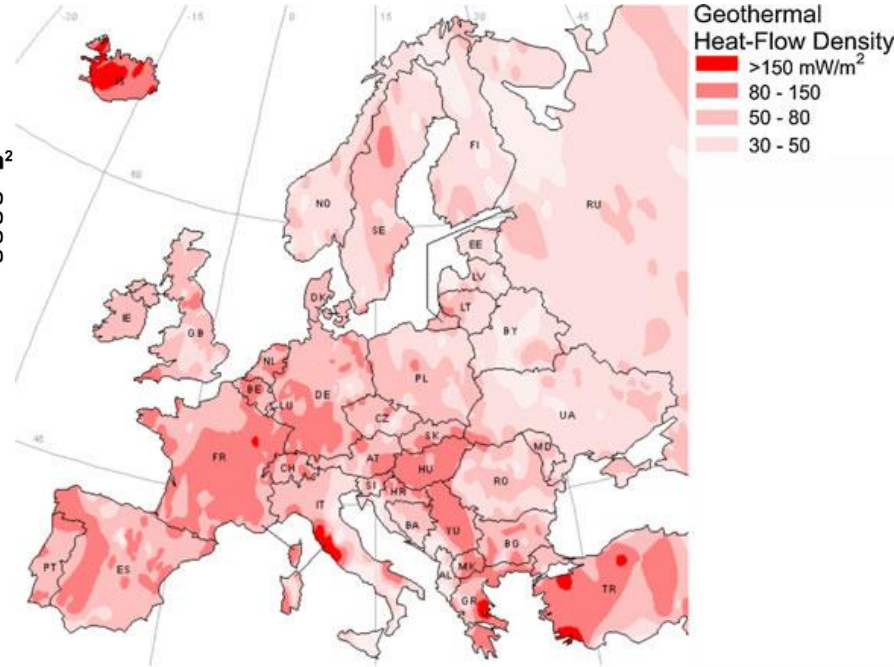 Geothermal
Heat-Flow Density
>150 mW/m2
80 - 150
50 - 80
30 - 50
-30
-15
0
15
30
45
60
45
IS
NO
SE
FI
RU
EE
LV
LT
BY
DK
IE
GB
NL
BE
LU
DE
PL
CZ
SK
UA
MD
FR
CH
AT
HU
SI
HR
RO
IT
BA
YU
BG
PT
ES
AL
MK
GR
TR